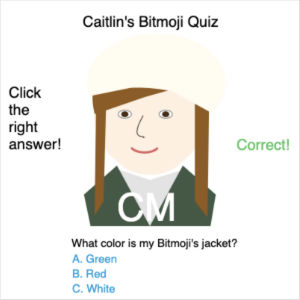 Caitlin's Bitmoji Quiz
Click
the
right
answer!
Correct!
CM
What color is my Bitmoji's jacket?
A. Green
B. Red
C. White